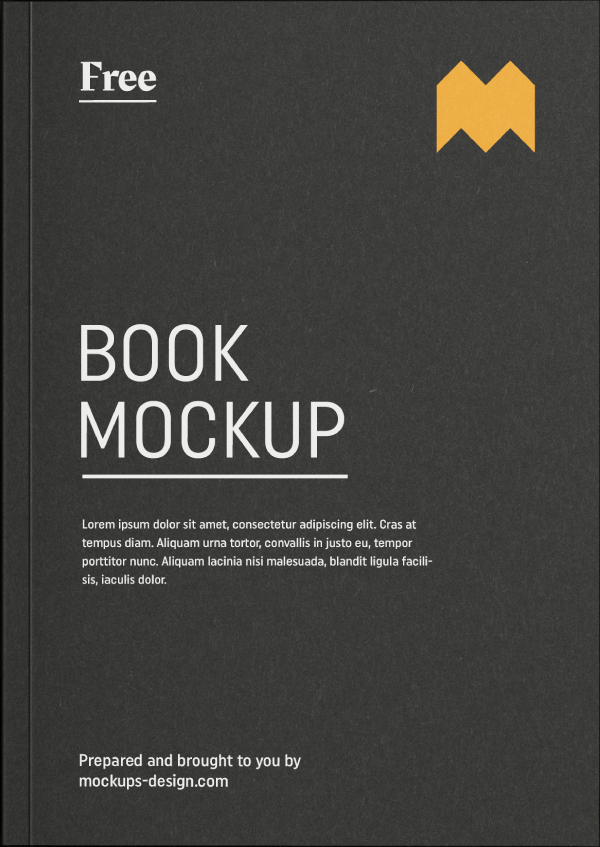 Free
BOOK
MOCKUP
Lorem ipsum dolor sit amet, consectetur adipiscing elit. Cras at
tempus diam. Aliquam urna tortor, convallis in justo eu, tempor
porttitor nunc. Aliquam lacinia nisi malesuada, blandit ligula facili-
sis, iaculis dolor.
Prepared and brought to you by
mockups-design.com